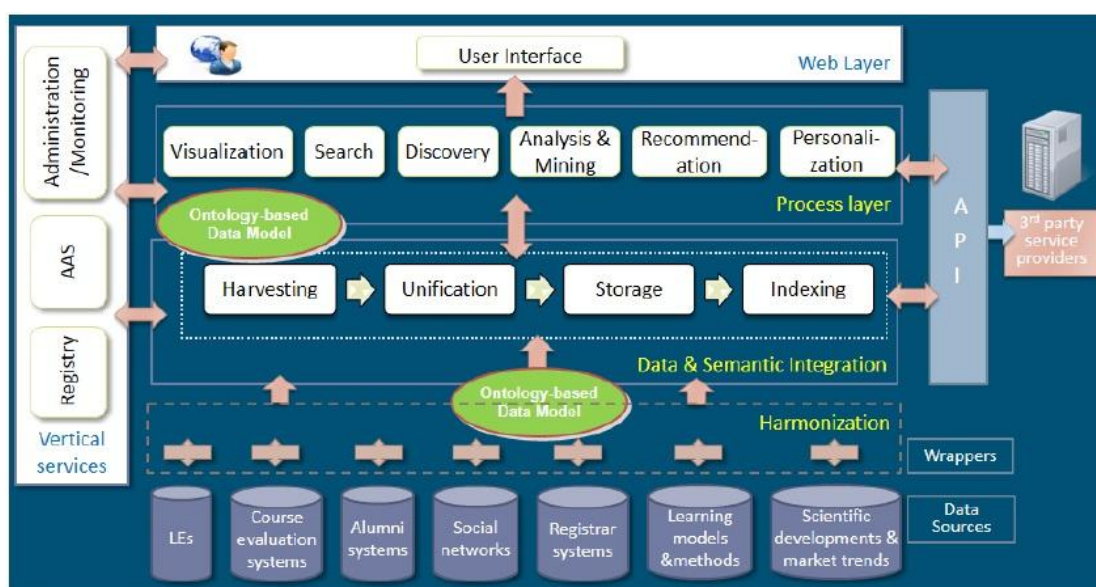 Administration
/Monitoring
AAS
Registry
Vertical
services
User Interface
Web Layer
Visualization
Search
Discovery
Analysis &
Mining
Recommend-
ation
Personali-
zation
Process layer
Ontology-based
Data Model
Harvesting
Unification
Storage
Indexing
Data & Semantic Integration
Ontology-based
Data Model
Harmonization
A
P
I
3rd party
service
providers
Wrappers
LEs
Course
evaluation
systems
Alumni
systems
Social
networks
Registrar
systems
Learning
models
&methods
Scientific
developments &
market trends
Data
Sources